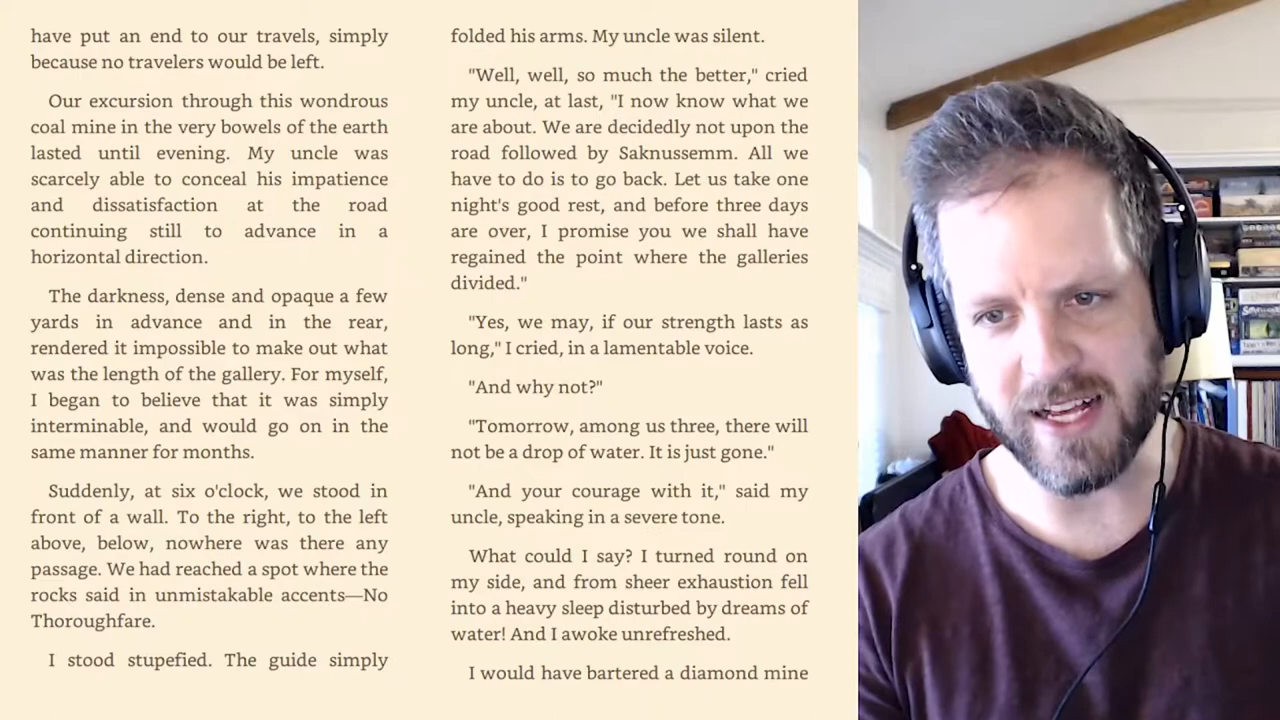 have put an end to our travels, simply
because no travelers would be left.
Our excursion through this wondrous
coal mine in the very bowels of the earth
lasted until evening. My uncle was
scarcely able to conceal his impatience
and dissatisfaction at the road
continuing still to advance in a
horizontal direction.
The darkness, dense and opaque a few
yards in advance and in the rear,
rendered it impossible to make out what
was the length of the gallery. For myself,
I began to believe that it was simply
interminable, and would go on in the
same manner for months.
Suddenly, at six o'clock, we stood in
front of a wall. To the right, to the left
above, below, nowhere was there any
passage. We had reached a spot where the
rocks said in unmistakable accents—No
Thoroughfare.
I stood stupefied. The guide simply
folded his arms. My uncle was silent.
"Well, well, so much the better," cried
my uncle, at last, "I now know what we
are about. We are decidedly not upon the
road followed by Saknussemm. All we
have to do is to go back. Let us take one
night's good rest, and before three days
are over, I promise you we shall have
regained the point where the galleries
divided."
"Yes, we may, if our strength lasts as
long," I cried, in a lamentable voice.
"And why not?"
"Tomorrow, among us three, there will
not be a drop of water. It is just gone."
"And your courage with it," said my
uncle, speaking in a severe tone.
What could I say? I turned round on
my side, and from sheer exhaustion fell
into a heavy sleep disturbed by dreams of
water! And I awoke unrefreshed.
I would have bartered a diamond mine